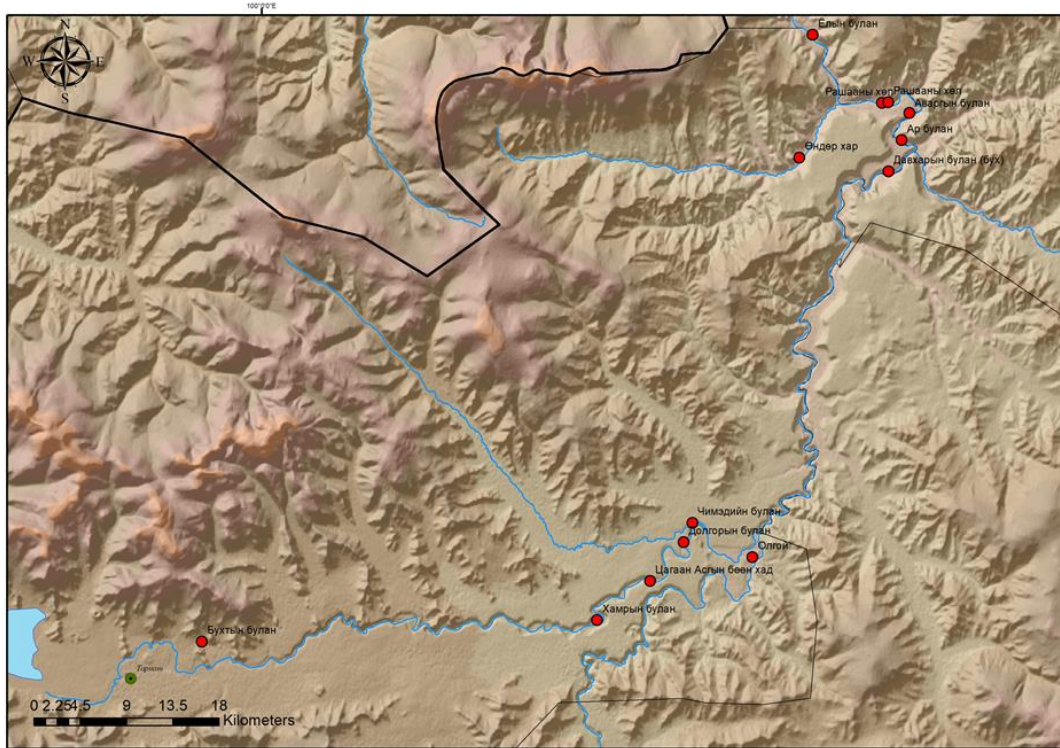 100°0'0"E
N
W E
S
Ёлын булан
Рашааны хөл
Рашааны хөл
Аваргын булан
Ар булан
Өндөр хар
Давхарын булан (бух)
Чимэдийн булан
Долгорын булан
Олгой
Цагаан Асгын бөөн хад
Хамрын булан
Бухтын булан
0 2.25 4.5 9 13.5 18
Kilometers